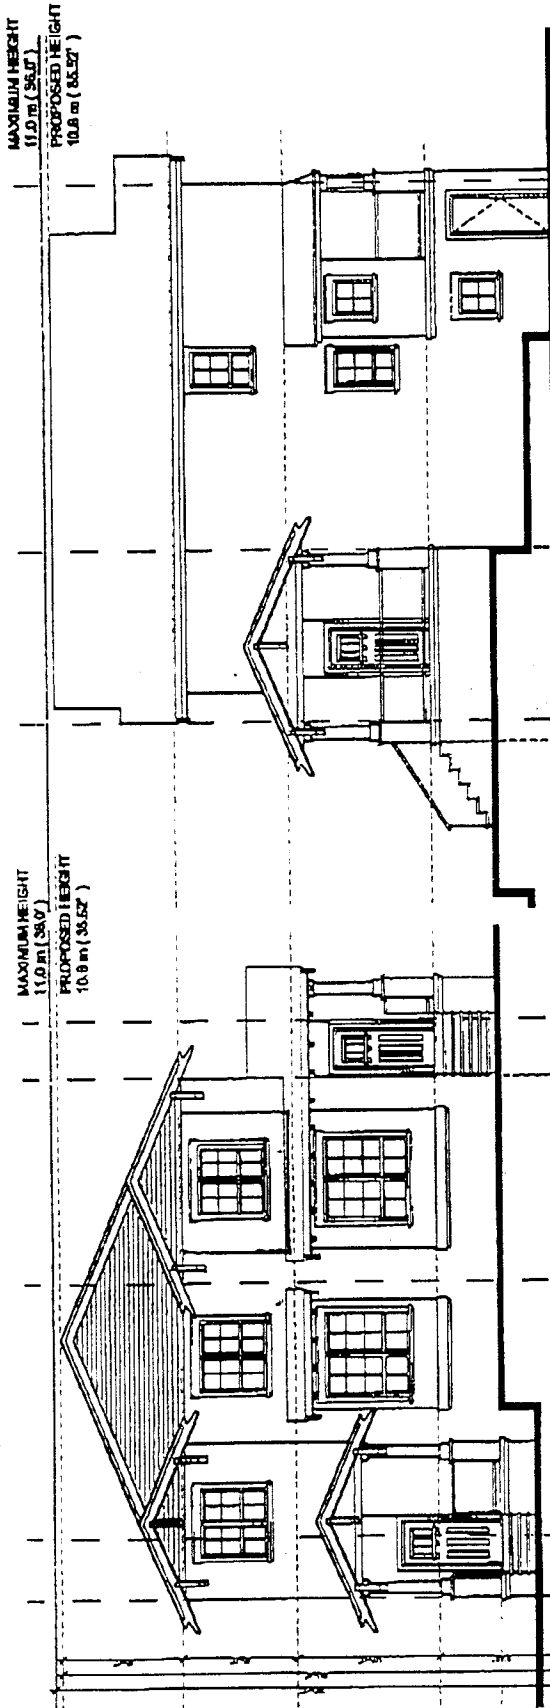 MAXIMUM HEIGHT
11.0 m ( 36.0' )
PROPOSED HEIGHT
10.8 m ( 35.52' )
MAXIMUM HEIGHT
11.0 m ( 36.0' )
PROPOSED HEIGHT
10.8 m ( 35.52' )